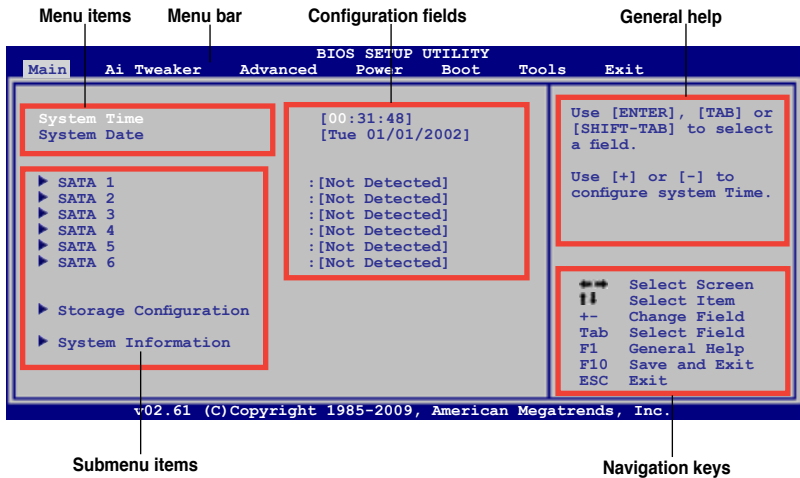 Menu items Menu bar Configuration fields General help
BIOS SETUP UTILITY
Main Ai Tweaker Advanced Power Boot Tools Exit
System Time [00:31:48]
System Date [Tue 01/01/2002]
SATA 1 :[Not Detected]
SATA 2 :[Not Detected]
SATA 3 :[Not Detected]
SATA 4 :[Not Detected]
SATA 5 :[Not Detected]
SATA 6 :[Not Detected]
Storage Configuration
System Information
Use [ENTER], [TAB] or
[SHIFT-TAB] to select
a field.
Use [+] or [-] to
configure system Time.
←→ Select Screen
↑↓ Select Item
+- Change Field
Tab Select Field
F1 General Help
F10 Save and Exit
ESC Exit
v02.61 (C)Copyright 1985-2009, American Megatrends, Inc.
Submenu items Navigation keys